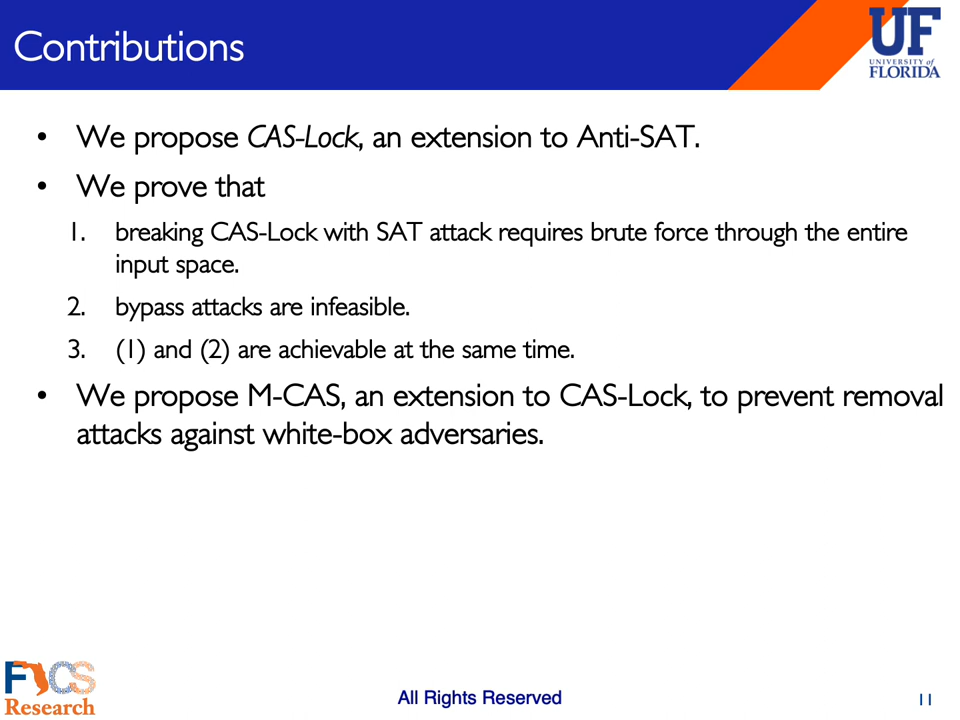 Contributions
UF
UNIVERSITY of
FLORIDA
• We propose CAS-Lock, an extension to Anti-SAT.
• We prove that
1. breaking CAS-Lock with SAT attack requires brute force through the entire
input space.
2. bypass attacks are infeasible.
3. (1) and (2) are achievable at the same time.
• We propose M-CAS, an extension to CAS-Lock, to prevent removal
attacks against white-box adversaries.
FICS
Research
All Rights Reserved
11